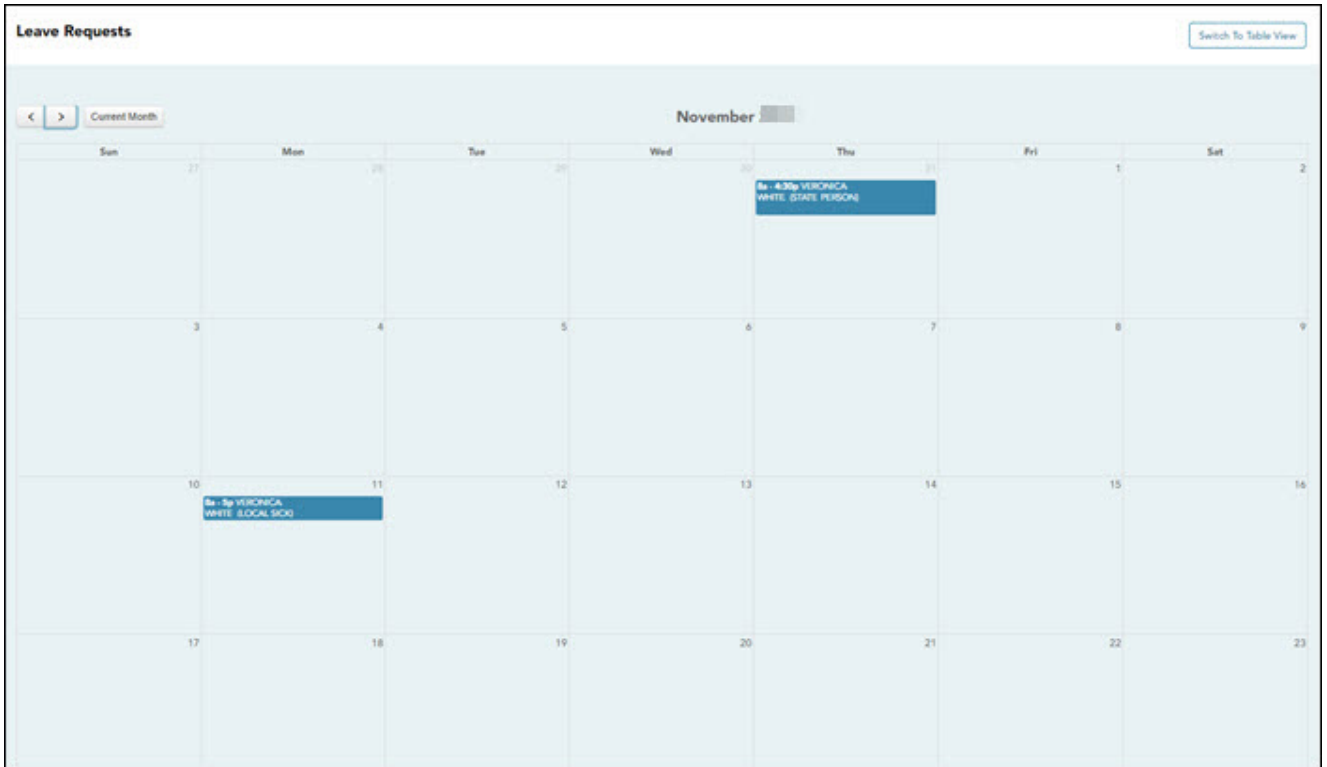 Leave Requests
Switch To Table View
< > Current Month
November
Sun Mon Tue Wed Thu Fri Sat
27 28 29 30 31 1 2
8a - 4:30p VERONICA
WHITE (STATE PERSON)
3 4 5 6 7 8 9
10 11 12 13 14 15 16
8a - 5p VERONICA
WHITE (LOCAL SICK)
17 18 19 20 21 22 23